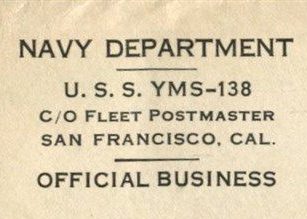 NAVY DEPARTMENT
U. S. S. YMS-138
C/O FLEET POSTMASTER
SAN FRANCISCO, CAL.
OFFICIAL BUSINESS